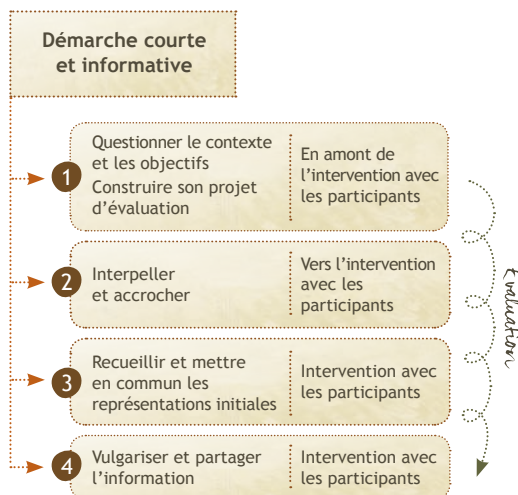 Démarche courte
et informative
1
Questionner le contexte
et les objectifs
Construire son projet
d'évaluation
En amont de
l'intervention avec
les participants
2
Interpeller
et accrocher
Vers l'intervention
avec les
participants
3
Recueillir et mettre
en commun les
représentations initiales
Intervention avec
les participants
4
Vulgariser et partager
l'information
Intervention avec
les participants
Evaluation